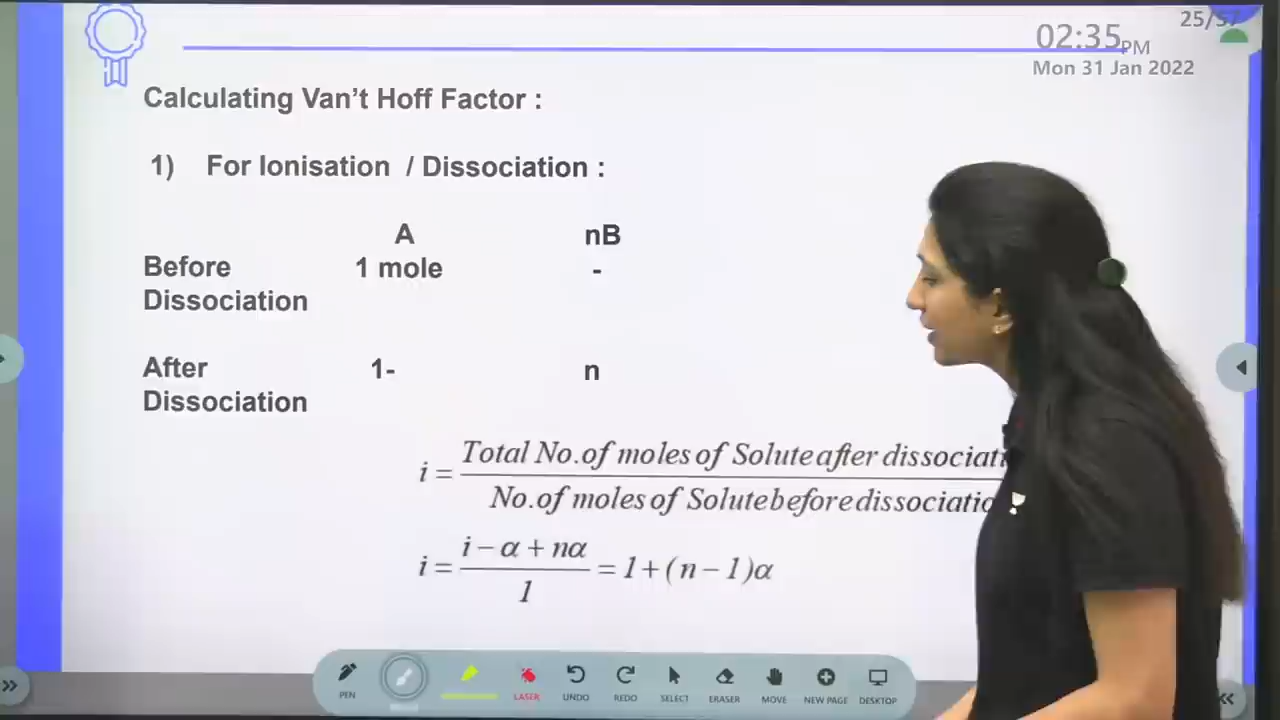 25/57
02:35PM
Mon 31 Jan 2022
Calculating Van’t Hoff Factor :
1) For Ionisation / Dissociation :
A nB
Before 1 mole -
Dissociation
After 1- n
Dissociation
i = Total No.of moles of Solute after dissociati
No.of moles of Solute before dissociatio
i = i – α + nα / 1 = 1 + (n – 1)α
PEN
LASER
UNDO
REDO
SELECT
ERASER
MOVE
NEW PAGE
DESKTOP